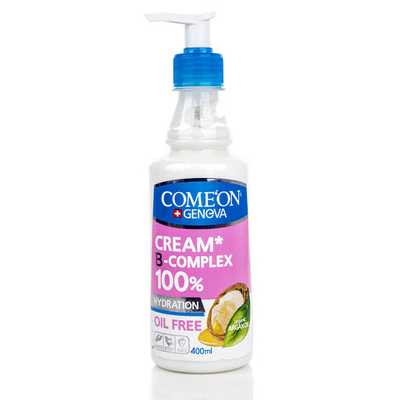 COME'ON
GENOVA
CREAM*
B-COMPLEX
100%
HYDRATION
OIL FREE
ARGAN OIL
400ml